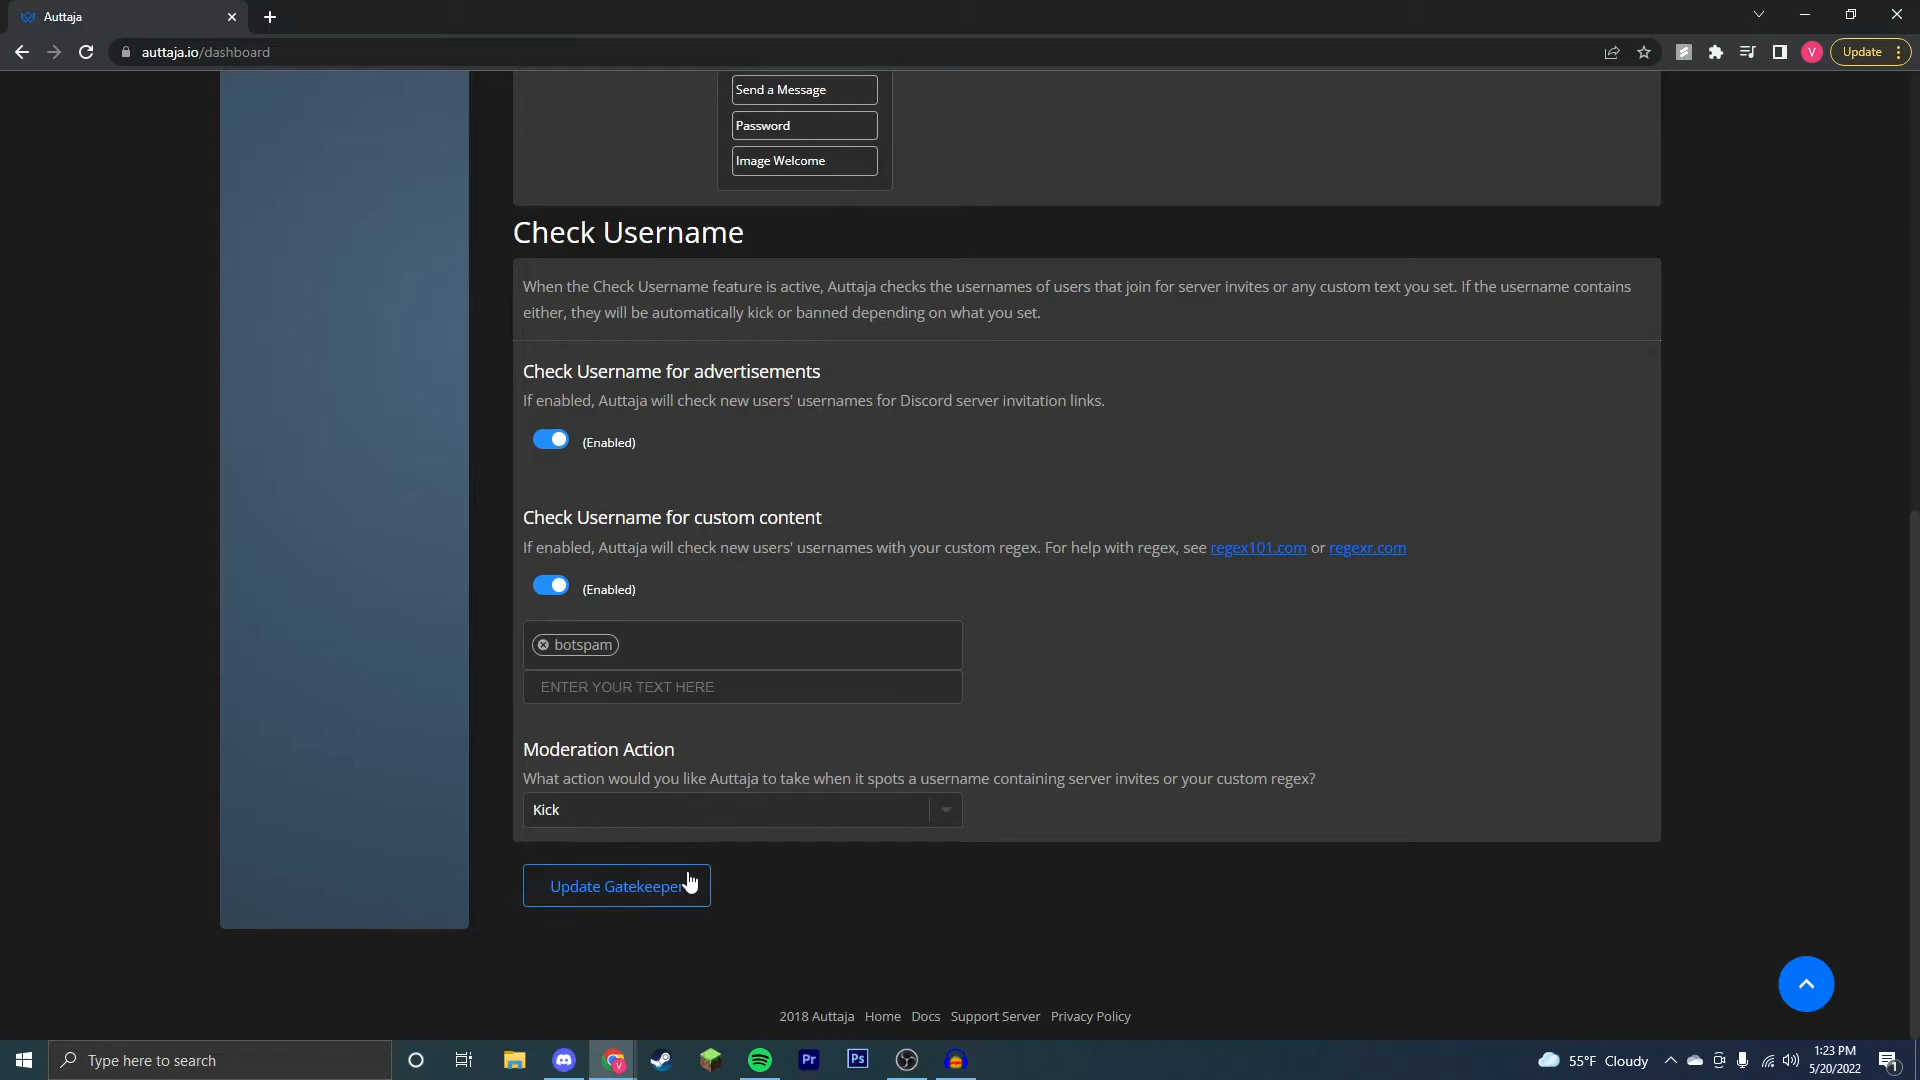 Auttaja
auttaja.io/dashboard
V
Update
Send a Message
Password
Image Welcome
Check Username
When the Check Username feature is active, Auttaja checks the usernames of users that join for server invites or any custom text you set. If the username contains
either, they will be automatically kick or banned depending on what you set.
Check Username for advertisements
If enabled, Auttaja will check new users' usernames for Discord server invitation links.
(Enabled)
Check Username for custom content
If enabled, Auttaja will check new users' usernames with your custom regex. For help with regex, see regex101.com or regexr.com
(Enabled)
botspam
ENTER YOUR TEXT HERE
Moderation Action
What action would you like Auttaja to take when it spots a username containing server invites or your custom regex?
Kick
Update Gatekeeper
2018 Auttaja Home Docs Support Server Privacy Policy
Type here to search
V
Pr
Ps
55°F Cloudy
1:23 PM
5/20/2022
1